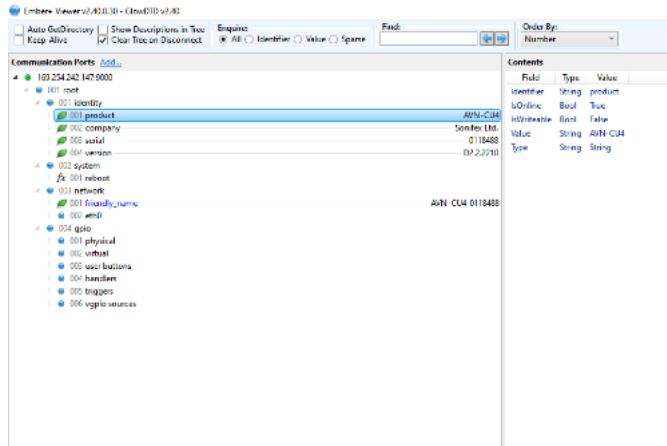 Ember+ Viewer v2.40.0.30 - GlowDTD v2.40
Auto GetDirectory Show Descriptions in Tree Enquire: Find: Order By:
Keep-Alive Clear Tree on Disconnect All Identifier Value Sparse Number
Communication Ports Add... Contents
169.254.242.147:9000 Field Type Value
001 root Identifier String product
001 identity IsOnline Bool True
001 product AVN-CU4 IsWriteable Bool False
002 company Sonifex Ltd. Value String AVN-CU4
003 serial 0118488 Type String String
004 version D2.2.2210
002 system
fx 001 reboot
003 network
001 friendly_name AVN-CU4-0118488
002 eth0
004 gpio
001 physical
002 virtual
003 user buttons
004 handlers
005 triggers
006 vgpio sources